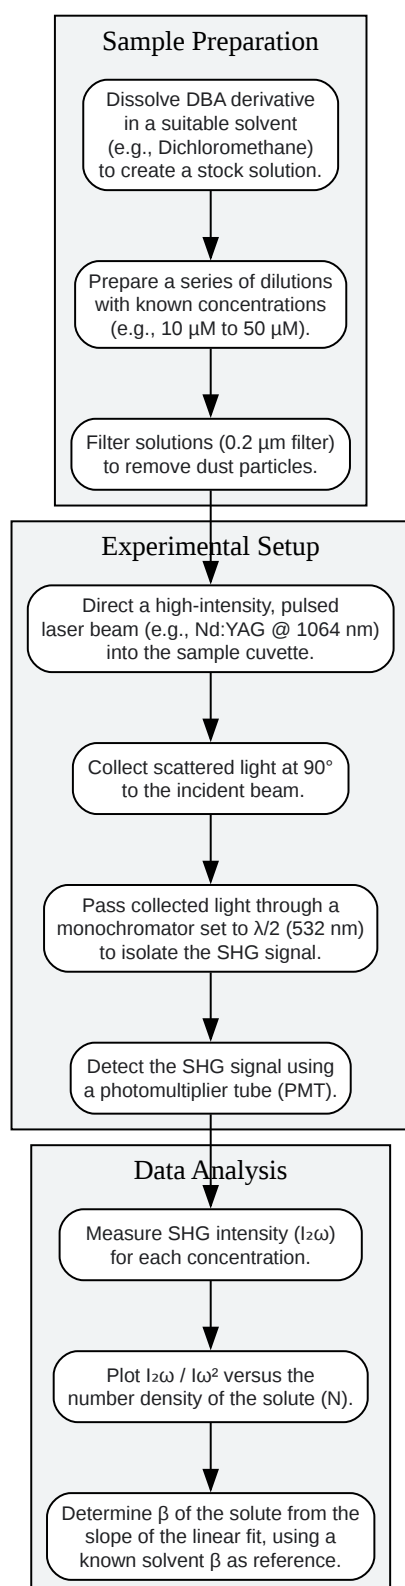 Sample Preparation
Dissolve DBA derivative
in a suitable solvent
(e.g., Dichloromethane)
to create a stock solution.
Prepare a series of dilutions
with known concentrations
(e.g., 10 µM to 50 µM).
Filter solutions (0.2 µm filter)
to remove dust particles.
Experimental Setup
Direct a high-intensity, pulsed
laser beam (e.g., Nd:YAG @ 1064 nm)
into the sample cuvette.
Collect scattered light at 90°
to the incident beam.
Pass collected light through a
monochromator set to λ/2 (532 nm)
to isolate the SHG signal.
Detect the SHG signal using
a photomultiplier tube (PMT).
Data Analysis
Measure SHG intensity (I₂ω)
for each concentration.
Plot I₂ω / Iω² versus the
number density of the solute (N).
Determine β of the solute from the
slope of the linear fit, using a
known solvent β as reference.